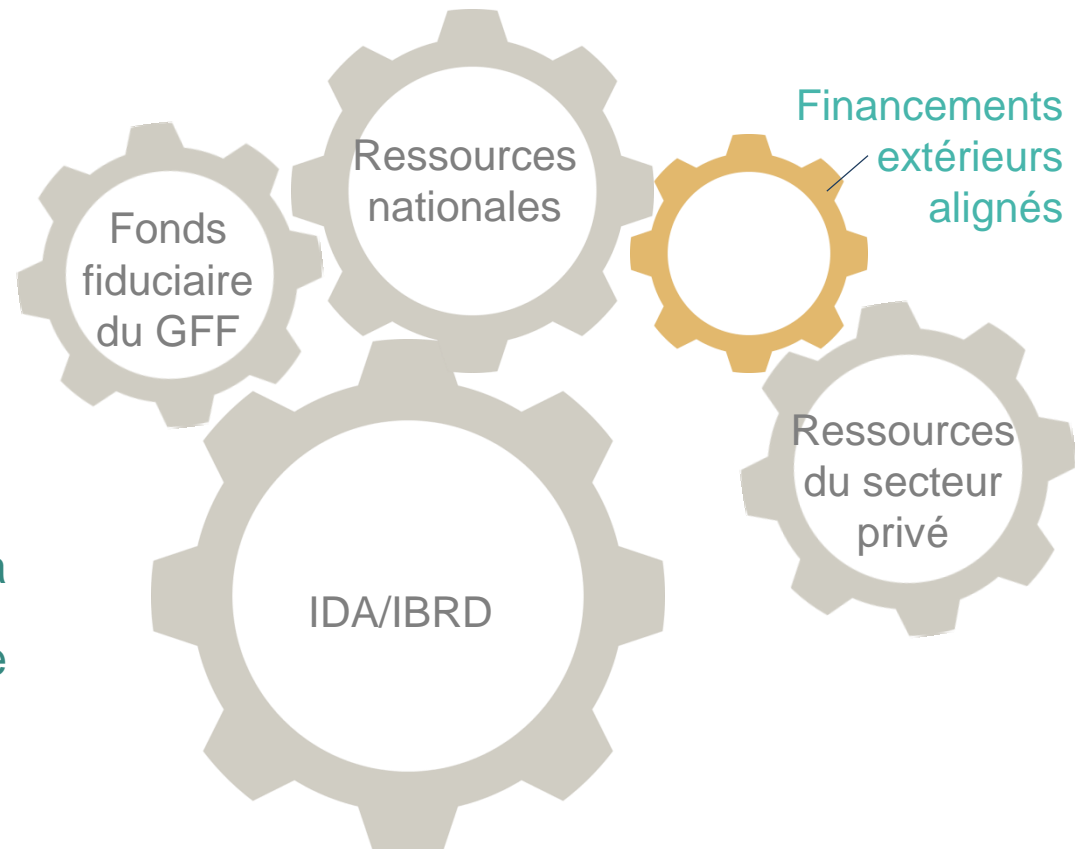 Financements
extérieurs
alignés
Ressources
nationales
Fonds
fiduciaire
du GFF
Ressources
du secteur
privé
IDA/IBRD